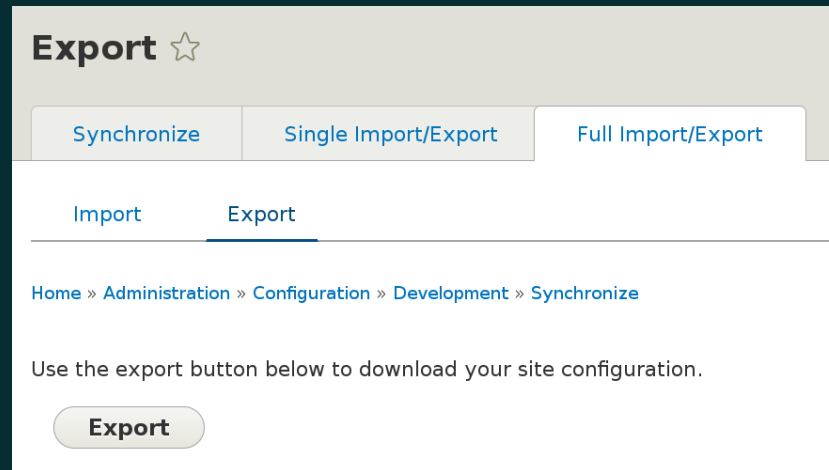 Export
Synchronize Single Import/Export Full Import/Export
Import Export
Home » Administration » Configuration » Development » Synchronize
Use the export button below to download your site configuration.
Export